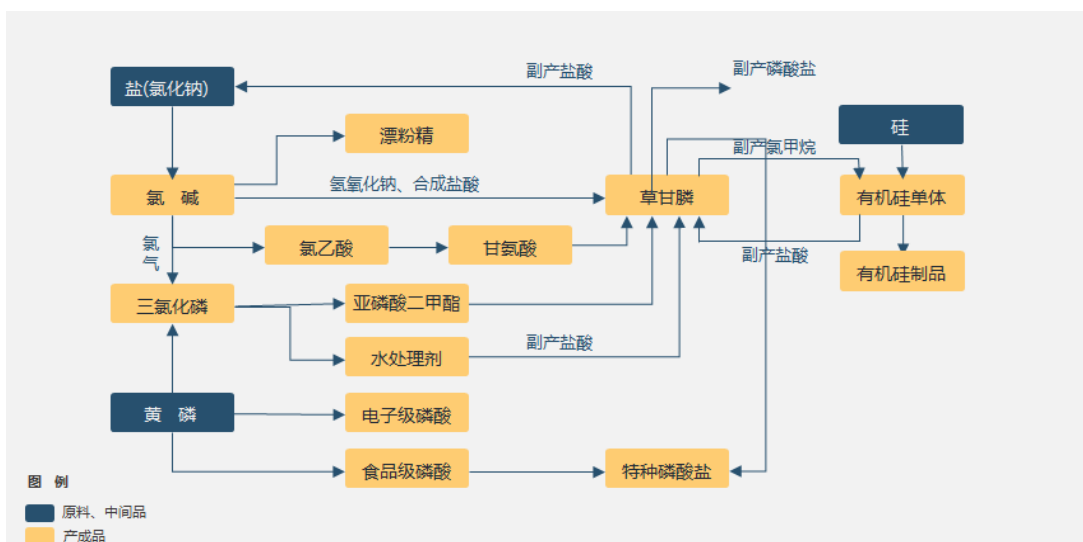 副产盐酸
副产磷酸盐
盐(氯化钠)
漂粉精
硅
副产氯甲烷
氯 碱
氢氧化钠、合成盐酸
草甘膦
有机硅单体
氯气
氯乙酸
甘氨酸
副产盐酸
有机硅制品
三氯化磷
亚磷酸二甲酯
水处理剂
副产盐酸
黄 磷
电子级磷酸
食品级磷酸
特种磷酸盐
图 例
原料、中间品
产成品